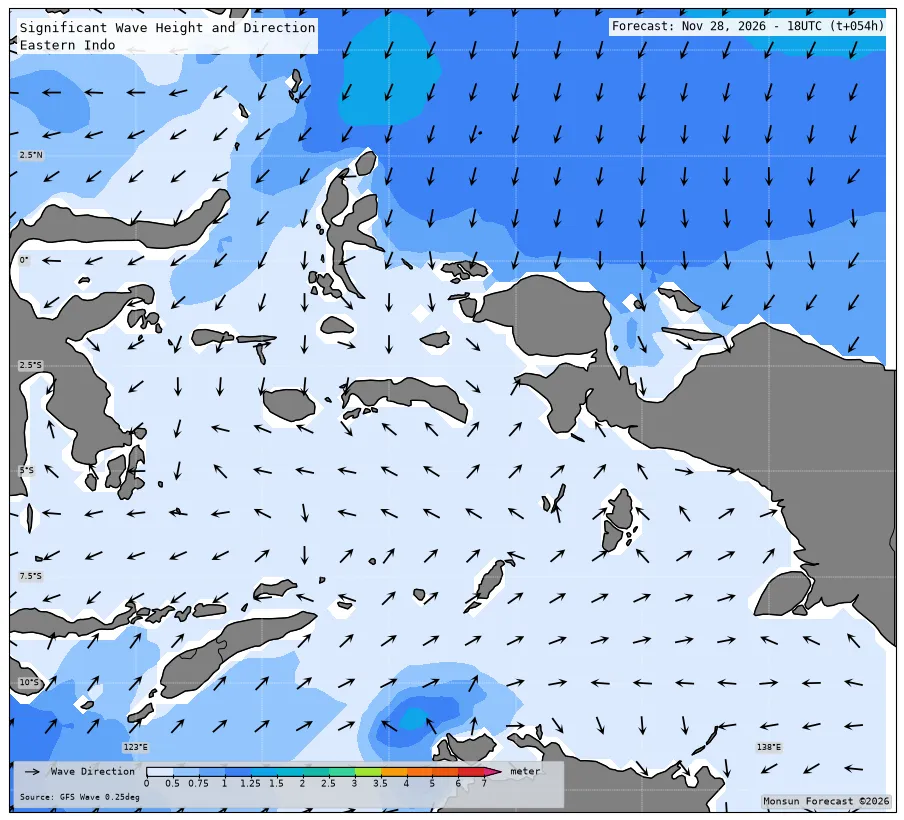 Significant Wave Height and Direction
Eastern Indo
Forecast: Nov 28, 2026 - 18UTC (t+054h)
2.5°N
0°
2.5°S
5°S
7.5°S
10°S
123°E
138°E
Wave Direction
meter
0 0.5 0.75 1 1.25 1.5 2 2.5 3 3.5 4 5 6 7
Source: GFS Wave 0.25deg
Monsun Forecast ©2026